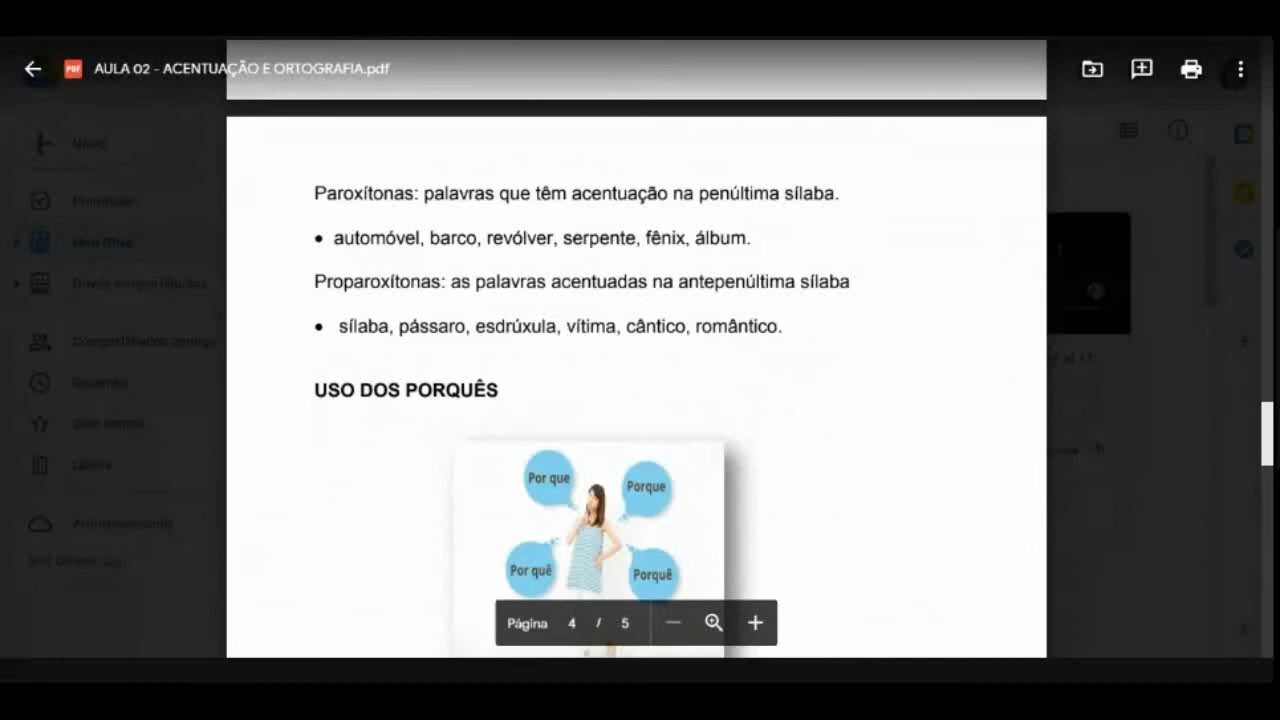 AULA 02 - ACENTUAÇÃO E ORTOGRAFIA.pdf
Paroxítonas: palavras que têm acentuação na penúltima sílaba.
• automóvel, barco, revólver, serpente, fênix, álbum.
Proparoxítonas: as palavras acentuadas na antepenúltima sílaba
• sílaba, pássaro, esdrúxula, vítima, cântico, romântico.
USO DOS PORQUÊS
Por que
Porque
Por quê
Porquê
Página 4 / 5